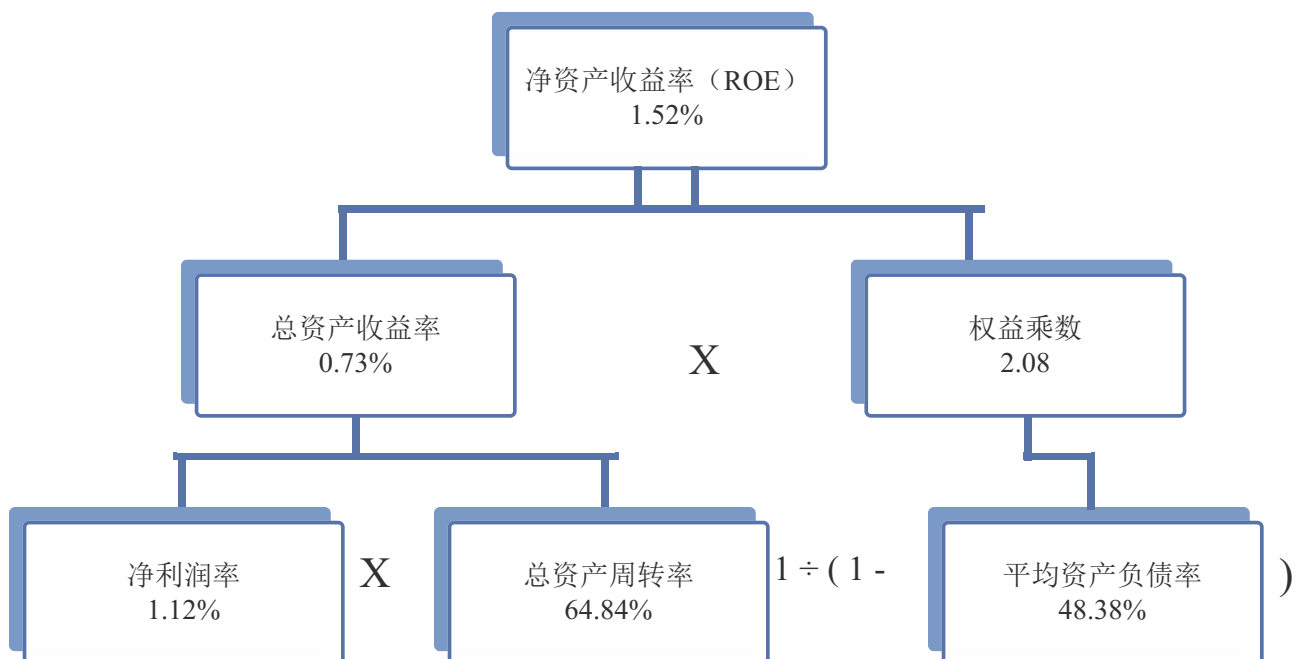 净资产收益率（ROE）
1.52%
总资产收益率
0.73%
X
权益乘数
2.08
净利润率
1.12%
X
总资产周转率
64.84%
1 ÷ ( 1 -
平均资产负债率
48.38%
)